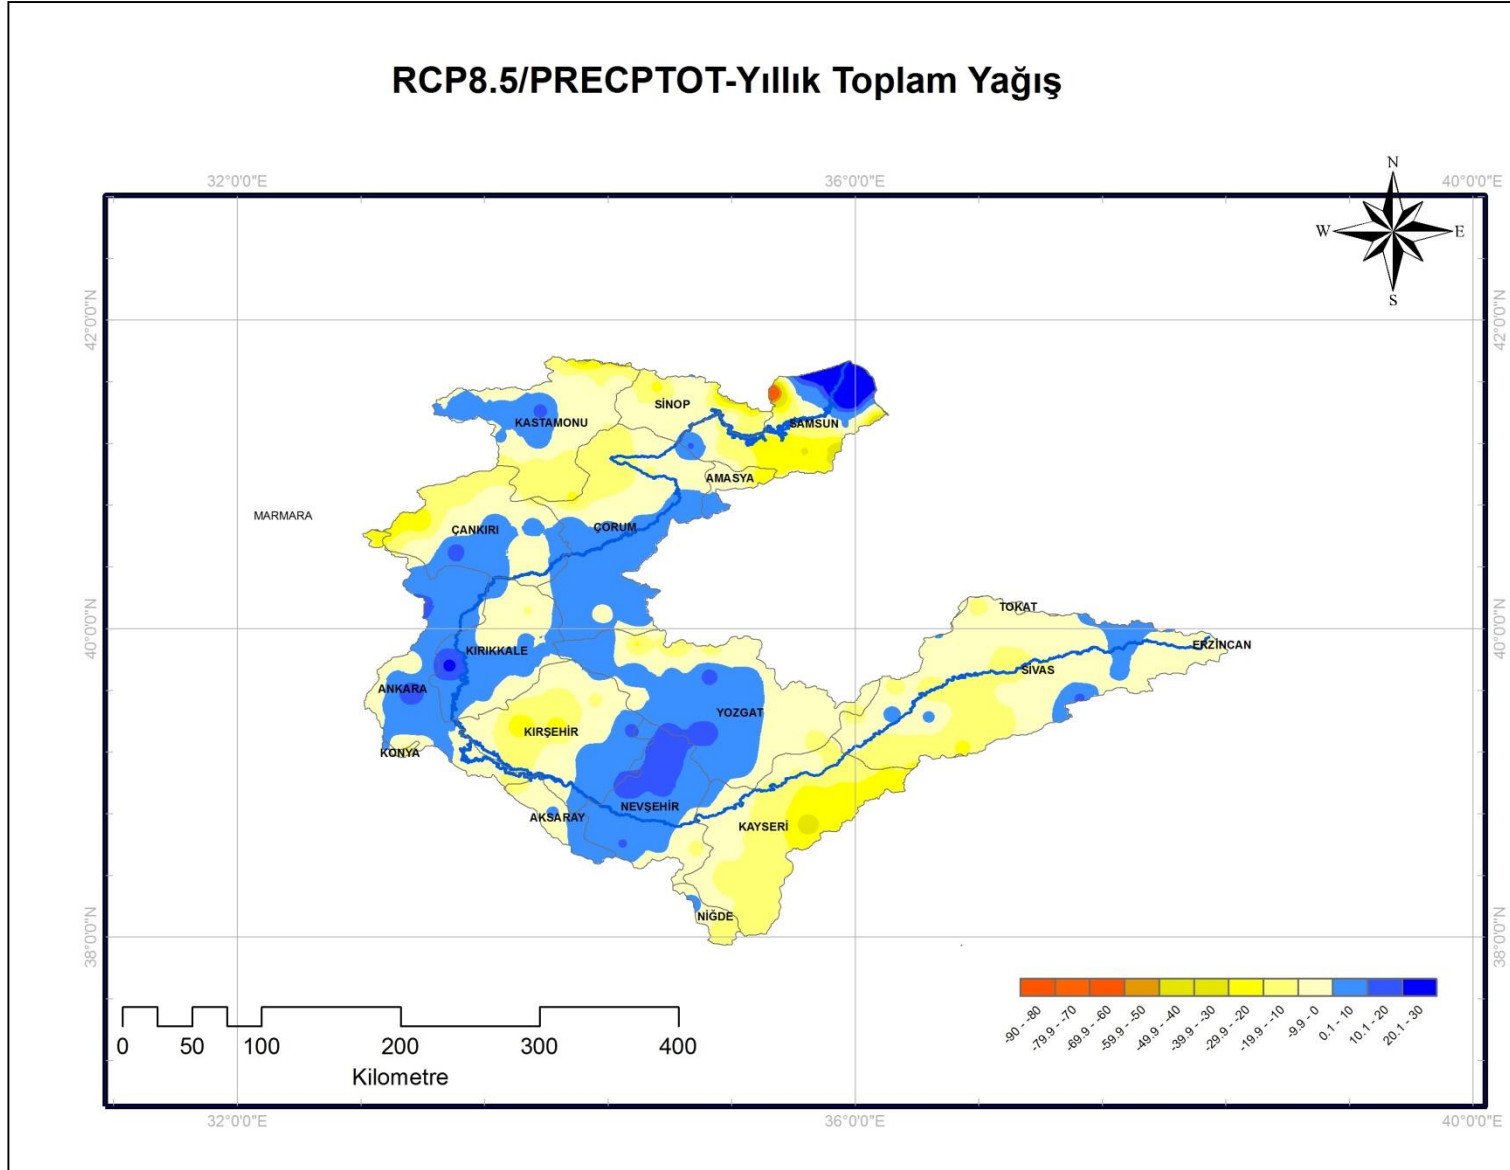 RCP8.5/PRECPTOT-Yıllık Toplam Yağış
32°0'0"E 36°0'0"E 40°0'0"E
N
W E
S
42°0'0"N 42°0'0"N
SİNOP
KASTAMONU
SAMSUN
AMASYA
MARMARA
ÇANKIRI
ÇORUM
TOKAT
40°0'0"N 40°0'0"N
ERZİNCAN
KIRIKKALE
SİVAS
ANKARA
YOZGAT
KIRŞEHİR
KONYA
NEVŞEHİR
AKSARAY
KAYSERİ
NİĞDE
38°0'0"N 38°0'0"N
-90 - -80
-79.9 - -70
-69.9 - -60
-59.9 - -50
-49.9 - -40
-39.9 - -30
-29.9 - -20
-19.9 - -10
-9.9 - 0
0.1 - 10
10.1 - 20
20.1 - 30
0 50 100 200 300 400
Kilometre
32°0'0"E 36°0'0"E 40°0'0"E